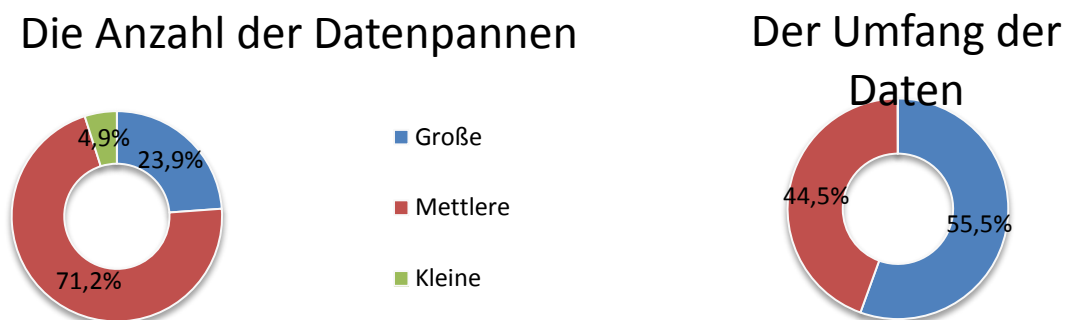 Die Anzahl der Datenpannen
4,9%
23,9%
71,2%
Große
Mettlere
Kleine
Der Umfang der
Daten
44,5%
55,5%